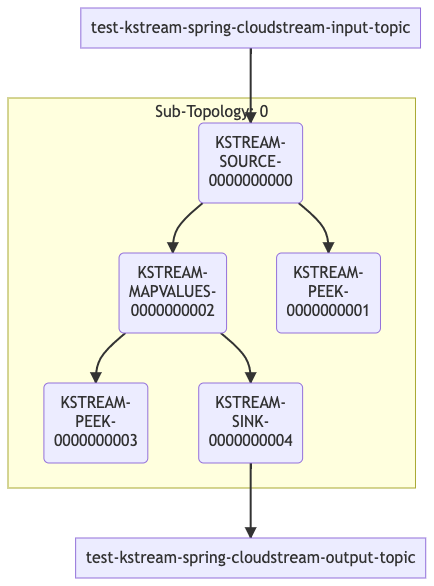 test-kstream-spring-cloudstream-input-topic
Sub-Topology: 0
KSTREAM-
SOURCE-
0000000000
KSTREAM-
MAPVALUES-
0000000002
KSTREAM-
PEEK-
0000000001
KSTREAM-
PEEK-
0000000003
KSTREAM-
SINK-
0000000004
test-kstream-spring-cloudstream-output-topic